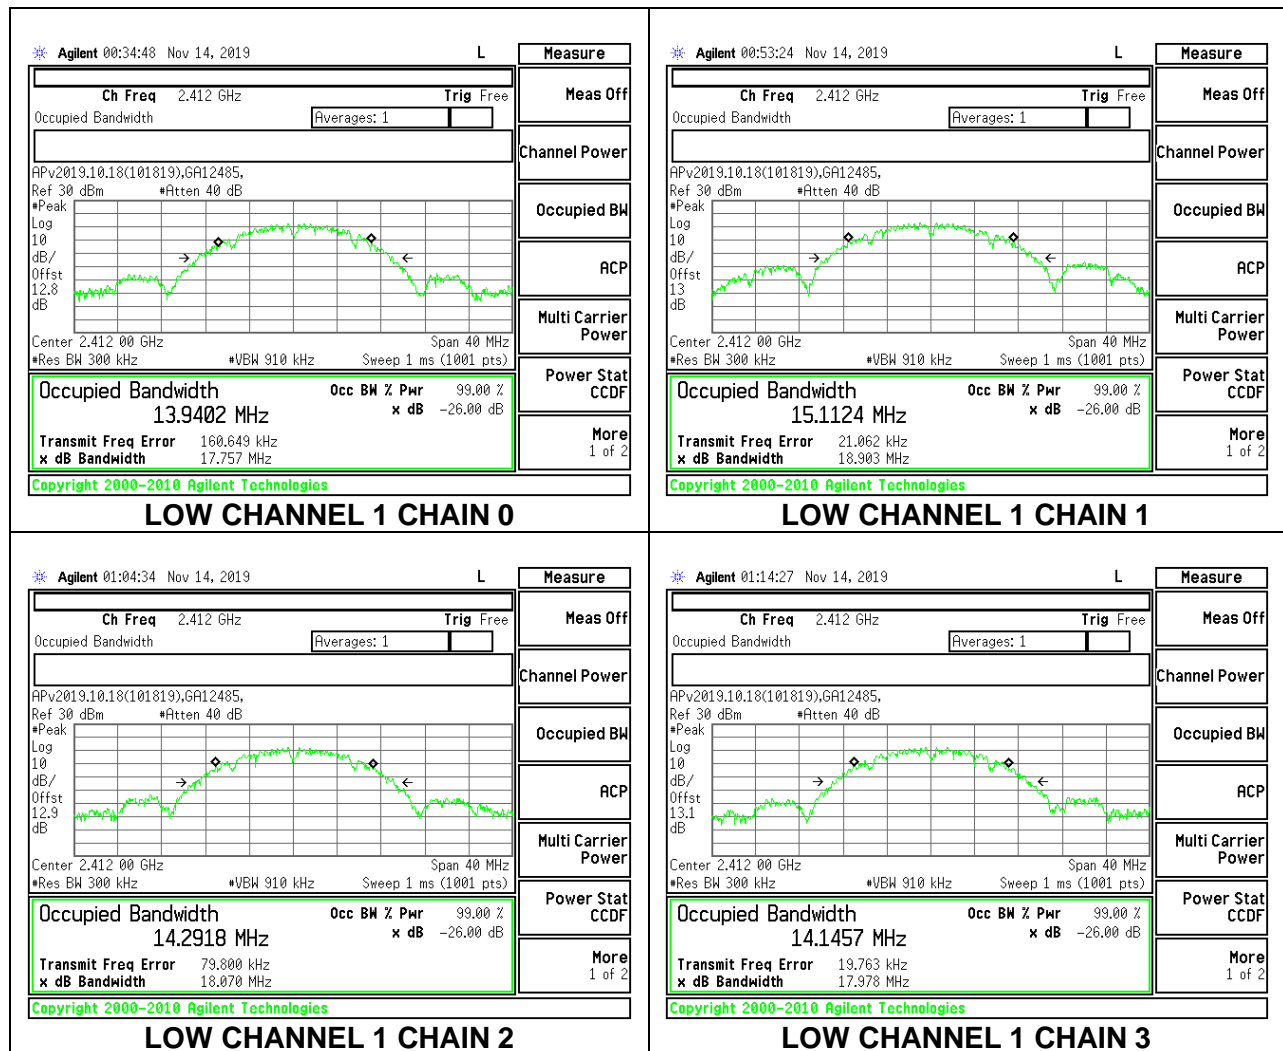 Agilent 00:34:48 Nov 14, 2019 L
Measure
Ch Freq 2.412 GHz Trig Free
Occupied Bandwidth Averages: 1
APv2019.10.18(101819),GA12485,
Ref 30 dBm #Atten 40 dB
#Peak
Log
10
dB/
Offst
12.8
dB
Center 2.412 00 GHz Span 40 MHz
#Res BW 300 kHz #VBW 910 kHz Sweep 1 ms (1001 pts)
Occupied Bandwidth Occ BW % Pwr 99.00 %
13.9402 MHz x dB -26.00 dB
Transmit Freq Error 160.649 kHz
x dB Bandwidth 17.757 MHz
Copyright 2000-2010 Agilent Technologies
Meas Off
Channel Power
Occupied BW
ACP
Multi Carrier
Power
Power Stat
CCDF
More
1 of 2
LOW CHANNEL 1 CHAIN 0
Agilent 00:53:24 Nov 14, 2019 L
Measure
Ch Freq 2.412 GHz Trig Free
Occupied Bandwidth Averages: 1
APv2019.10.18(101819),GA12485,
Ref 30 dBm #Atten 40 dB
#Peak
Log
10
dB/
Offst
13
dB
Center 2.412 00 GHz Span 40 MHz
#Res BW 300 kHz #VBW 910 kHz Sweep 1 ms (1001 pts)
Occupied Bandwidth Occ BW % Pwr 99.00 %
15.1124 MHz x dB -26.00 dB
Transmit Freq Error 21.062 kHz
x dB Bandwidth 18.903 MHz
Copyright 2000-2010 Agilent Technologies
Meas Off
Channel Power
Occupied BW
ACP
Multi Carrier
Power
Power Stat
CCDF
More
1 of 2
LOW CHANNEL 1 CHAIN 1
Agilent 01:04:34 Nov 14, 2019 L
Measure
Ch Freq 2.412 GHz Trig Free
Occupied Bandwidth Averages: 1
APv2019.10.18(101819),GA12485,
Ref 30 dBm #Atten 40 dB
#Peak
Log
10
dB/
Offst
12.9
dB
Center 2.412 00 GHz Span 40 MHz
#Res BW 300 kHz #VBW 910 kHz Sweep 1 ms (1001 pts)
Occupied Bandwidth Occ BW % Pwr 99.00 %
14.2918 MHz x dB -26.00 dB
Transmit Freq Error 79.800 kHz
x dB Bandwidth 18.070 MHz
Copyright 2000-2010 Agilent Technologies
Meas Off
Channel Power
Occupied BW
ACP
Multi Carrier
Power
Power Stat
CCDF
More
1 of 2
LOW CHANNEL 1 CHAIN 2
Agilent 01:14:27 Nov 14, 2019 L
Measure
Ch Freq 2.412 GHz Trig Free
Occupied Bandwidth Averages: 1
APv2019.10.18(101819),GA12485,
Ref 30 dBm #Atten 40 dB
#Peak
Log
10
dB/
Offst
13.1
dB
Center 2.412 00 GHz Span 40 MHz
#Res BW 300 kHz #VBW 910 kHz Sweep 1 ms (1001 pts)
Occupied Bandwidth Occ BW % Pwr 99.00 %
14.1457 MHz x dB -26.00 dB
Transmit Freq Error 19.763 kHz
x dB Bandwidth 17.978 MHz
Copyright 2000-2010 Agilent Technologies
Meas Off
Channel Power
Occupied BW
ACP
Multi Carrier
Power
Power Stat
CCDF
More
1 of 2
LOW CHANNEL 1 CHAIN 3